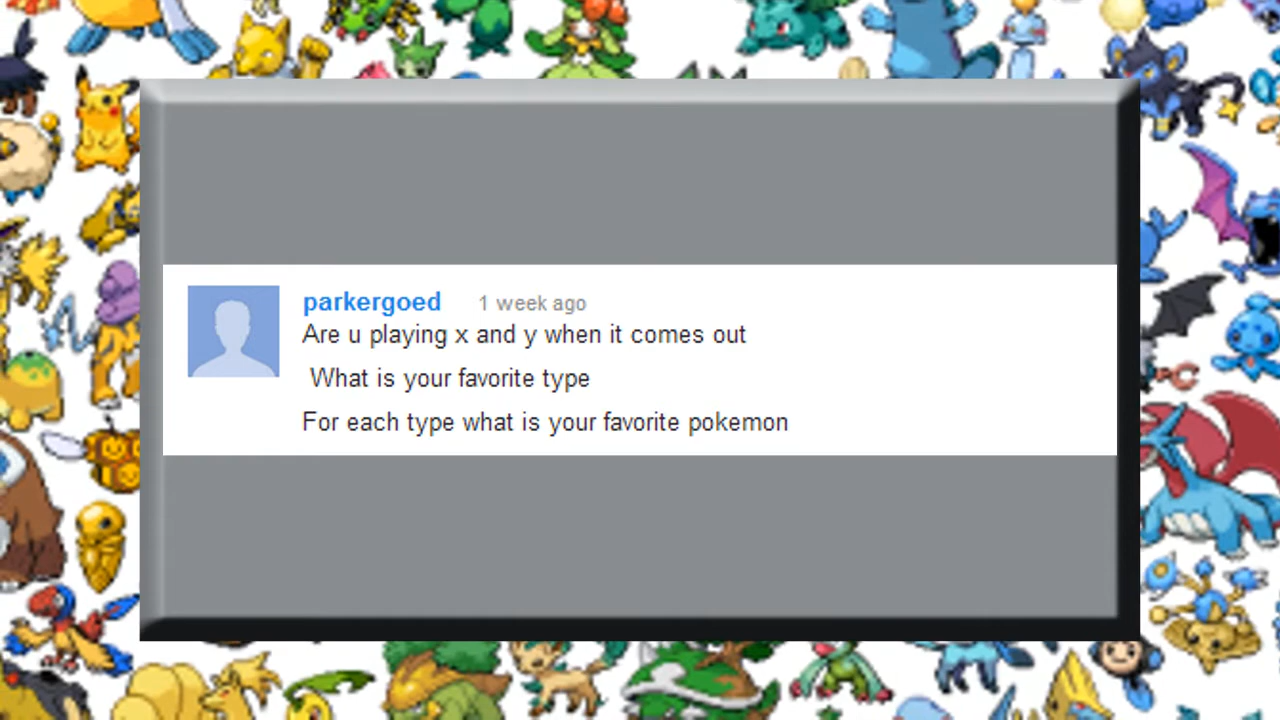 parkergoed 1 week ago
Are u playing x and y when it comes out
What is your favorite type
For each type what is your favorite pokemon